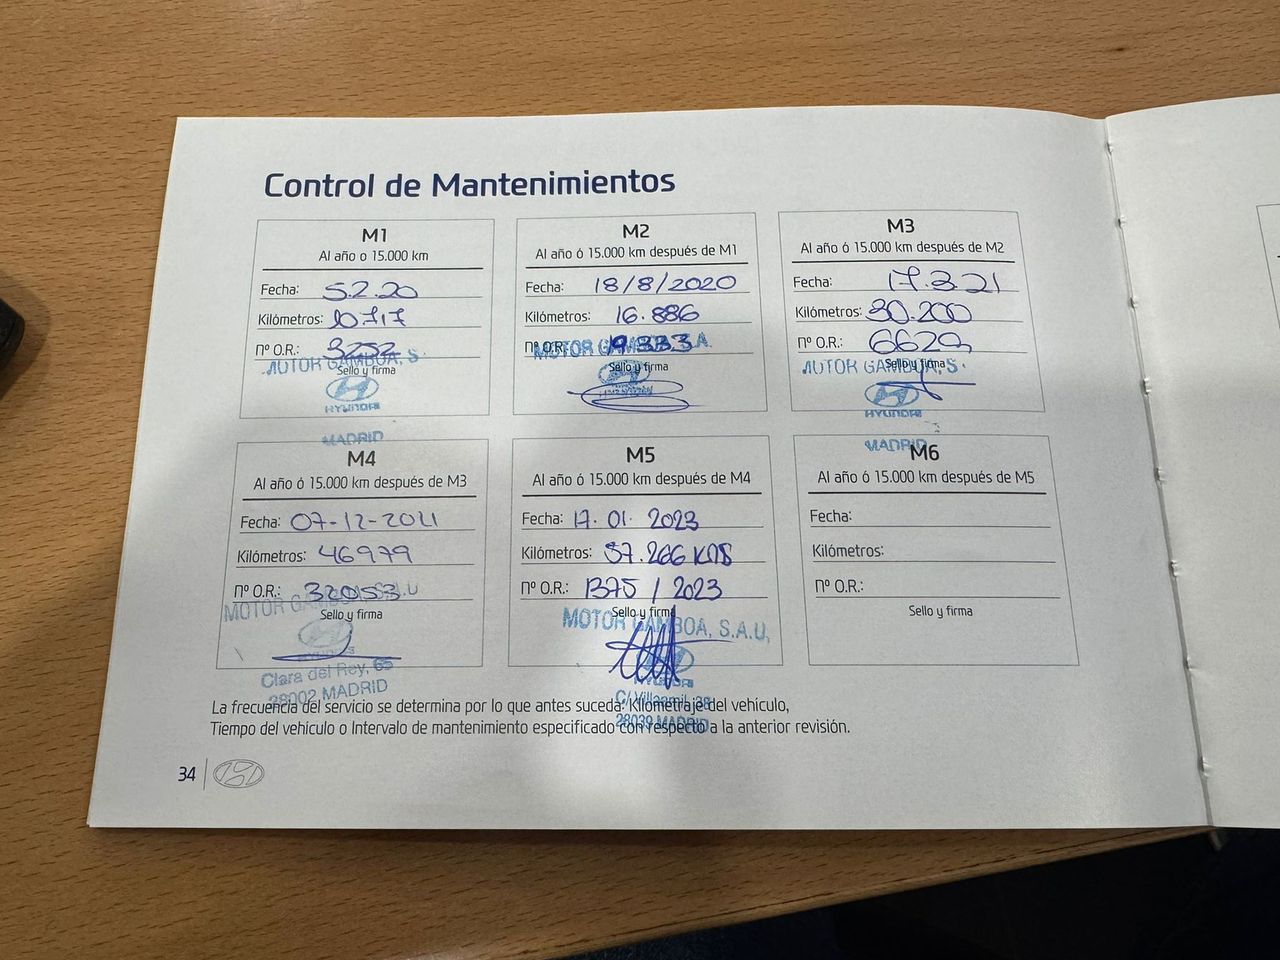 Control de Mantenimientos
M1
Al año o 15.000 km
Fecha: 5.2.20
Kilómetros: 10.717
nº O.R.: 3252
MOTOR GAMBOA, S.
Sello y firma
HYUNDAI
MADRID
M2
Al año ó 15.000 km después de M1
Fecha: 18/8/2020
Kilómetros: 16.886
nº O.R.: 19.333
MOTOR GAMBOA S.A.
Sello y firma
M3
Al año ó 15.000 km después de M2
Fecha: 17.3.21
Kilómetros: 30.200
nº O.R.: 6629
MOTOR GAMBOA, S.
Sello y firma
HYUNDAI
MADRID
M4
Al año ó 15.000 km después de M3
Fecha: 07-12-2021
Kilómetros: 46979
nº O.R.: 32053
MOTOR GAMBOA S.A.U
Sello y firma
HYUNDAI
Clara del Rey, 65
28002 MADRID
M5
Al año ó 15.000 km después de M4
Fecha: 17. 01. 2023
Kilómetros: 57.266 KMS
nº O.R.: 1375 / 2023
Sello y firma
MOTOR GAMBOA, S.A.U,
HYUNDAI
C/ Villaamil, 38
28039 MADRID
M6
Al año ó 15.000 km después de M5
Fecha:
Kilómetros:
nº O.R.:
Sello y firma
La frecuencia del servicio se determina por lo que antes suceda: Kilometraje del vehículo,
Tiempo del vehículo o Intervalo de mantenimiento especificado con respecto a la anterior revisión.
34